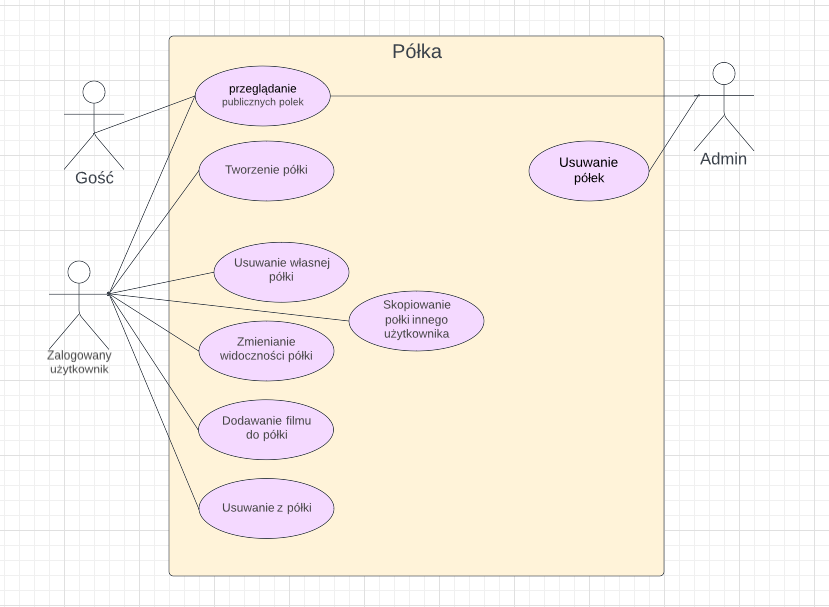 Półka
przeglądanie
publicznych polek
Gość
Admin
Tworzenie półki
Usuwanie
półek
Usuwanie własnej
półki
Skopiowanie
połki innego
użytkownika
Zalogowany
użytkownik
Zmienianie
widoczności półki
Dodawanie filmu
do półki
Usuwanie z półki